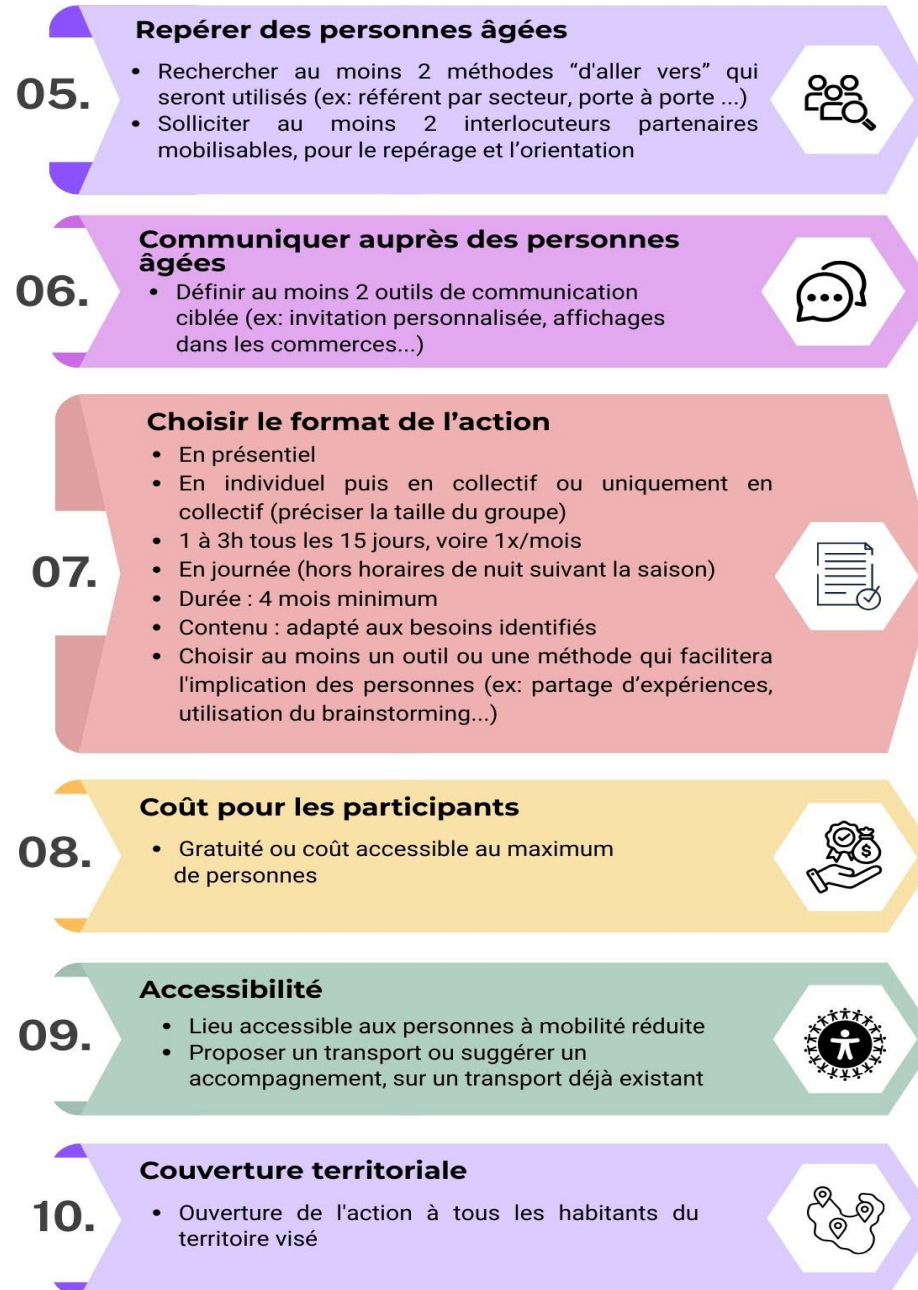 05.
Repérer des personnes âgées
• Rechercher au moins 2 méthodes “d'aller vers” qui
seront utilisés (ex: référent par secteur, porte à porte ...)
• Solliciter au moins 2 interlocuteurs partenaires
mobilisables, pour le repérage et l’orientation
06.
Communiquer auprès des personnes
âgées
• Définir au moins 2 outils de communication
ciblée (ex: invitation personnalisée, affichages
dans les commerces...)
07.
Choisir le format de l’action
• En présentiel
• En individuel puis en collectif ou uniquement en
collectif (préciser la taille du groupe)
• 1 à 3h tous les 15 jours, voire 1x/mois
• En journée (hors horaires de nuit suivant la saison)
• Durée : 4 mois minimum
• Contenu : adapté aux besoins identifiés
• Choisir au moins un outil ou une méthode qui facilitera
l'implication des personnes (ex: partage d’expériences,
utilisation du brainstorming...)
08.
Coût pour les participants
• Gratuité ou coût accessible au maximum
de personnes
$
09.
Accessibilité
• Lieu accessible aux personnes à mobilité réduite
• Proposer un transport ou suggérer un
accompagnement, sur un transport déjà existant
10.
Couverture territoriale
• Ouverture de l'action à tous les habitants du
territoire visé